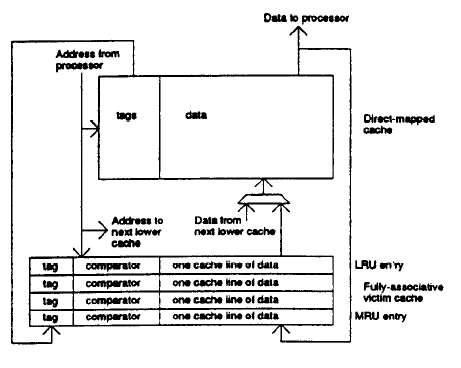 Data to processor
Address from
processor
tags data
Direct-mapped
cache
Address to
next lower
cache
Data from
next lower cache
tag comparator one cache line of data
LRU entry
tag comparator one cache line of data
Fully-associative
victim cache
tag comparator one cache line of data
tag comparator one cache line of data
MRU entry